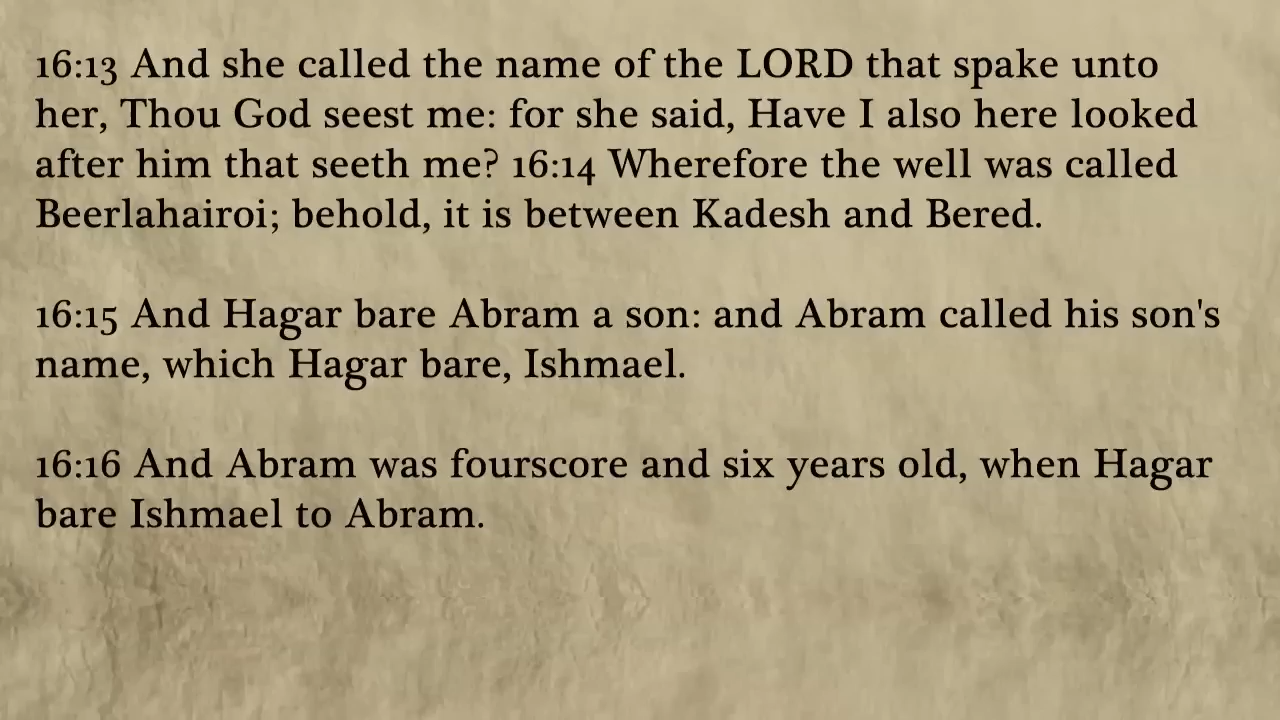 16:13 And she called the name of the LORD that spake unto
her, Thou God seest me: for she said, Have I also here looked
after him that seeth me? 16:14 Wherefore the well was called
Beerlahairoi; behold, it is between Kadesh and Bered.
16:15 And Hagar bare Abram a son: and Abram called his son's
name, which Hagar bare, Ishmael.
16:16 And Abram was fourscore and six years old, when Hagar
bare Ishmael to Abram.